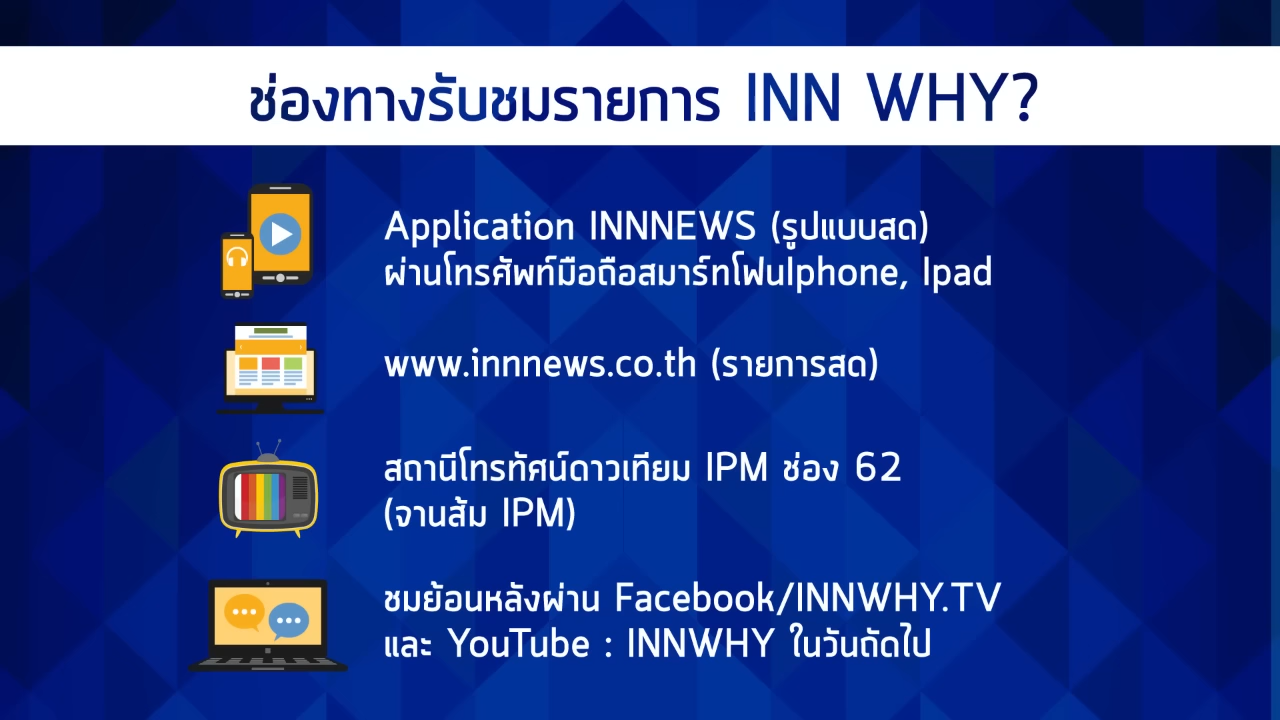 ช่องทางรับชมรายการ INN WHY?
Application INNNEWS (รูปแบบสด)
ผ่านโทรศัพท์มือถือสมาร์ทโฟนIphone, Ipad
www.innnews.co.th (รายการสด)
สถานีโทรทัศน์ดาวเทียม IPM ช่อง 62
(จานส้ม IPM)
ชมย้อนหลังผ่าน Facebook/INNWHY.TV
และ YouTube : INNWHY ในวันถัดไป